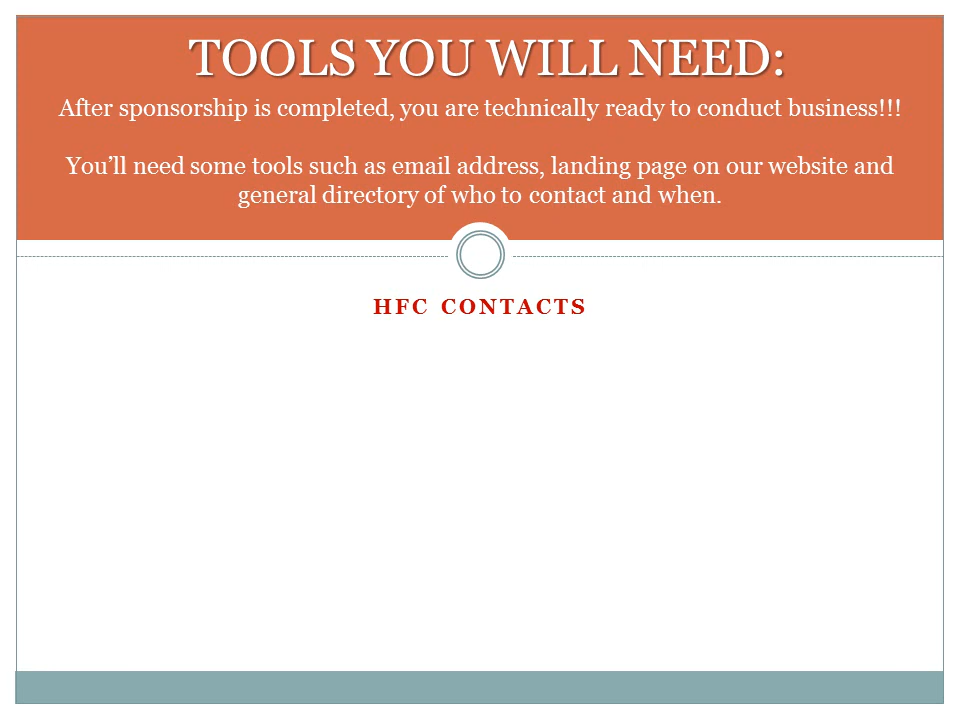 TOOLS YOU WILL NEED:
After sponsorship is completed, you are technically ready to conduct business!!!
You’ll need some tools such as email address, landing page on our website and
general directory of who to contact and when.
HFC CONTACTS